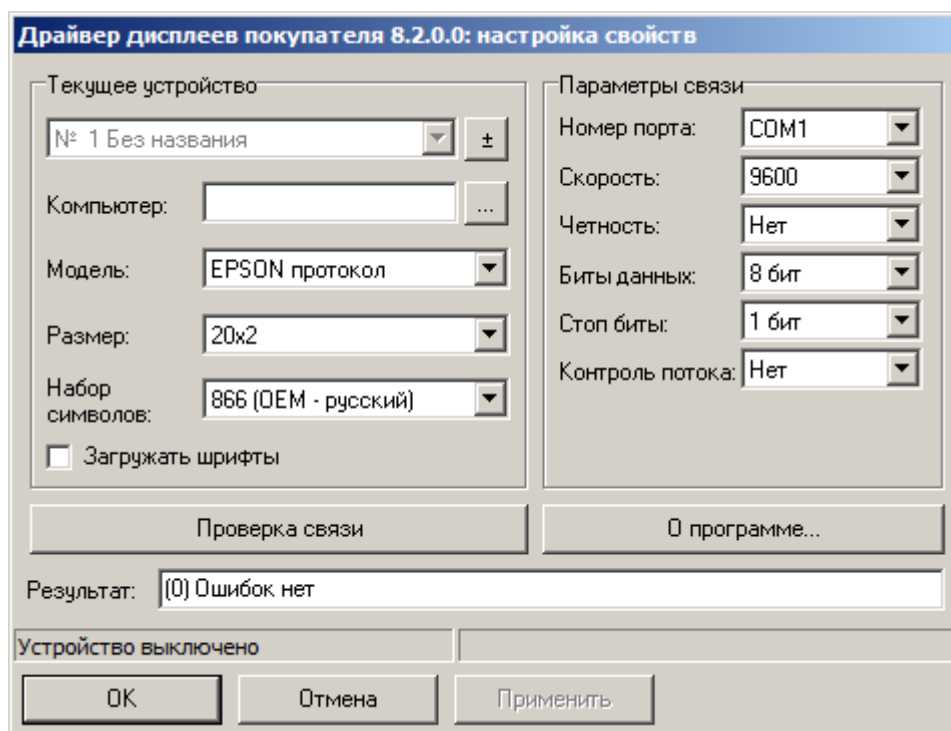 Драйвер дисплеев покупателя 8.2.0.0: настройка свойств
Текущее устройство
№ 1 Без названия
±
Компьютер:
...
Модель:
EPSON протокол
Размер:
20x2
Набор
символов:
866 (OEM - русский)
Загружать шрифты
Параметры связи
Номер порта:
COM1
Скорость:
9600
Четность:
Нет
Биты данных:
8 бит
Стоп биты:
1 бит
Контроль потока:
Нет
Проверка связи
О программе...
Результат:
(0) Ошибок нет
Устройство выключено
OK
Отмена
Применить